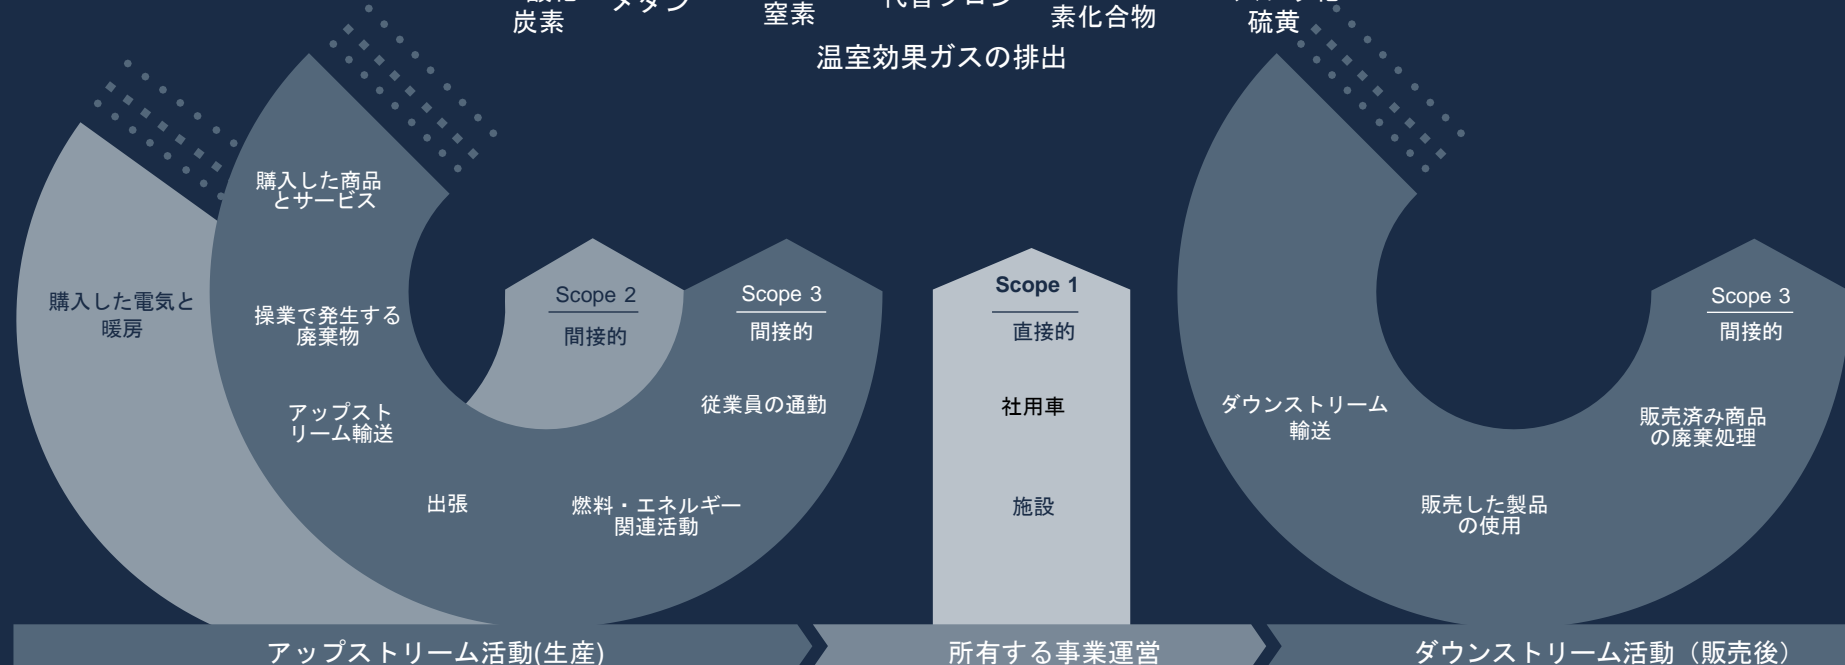 炭素
メタン
窒素
代替フロン
素化合物
硫黄
温室効果ガスの排出
購入した商品
とサービス
購入した電気と
暖房
操業で発生する
廃棄物
アップスト
リーム輸送
出張
燃料・エネルギー
関連活動
従業員の通勤
Scope 2
間接的
Scope 3
間接的
Scope 1
直接的
社用車
施設
ダウンストリーム
輸送
販売した製品
の使用
販売済み商品
の廃棄処理
Scope 3
間接的
アップストリーム活動(生産)
所有する事業運営
ダウンストリーム活動（販売後）